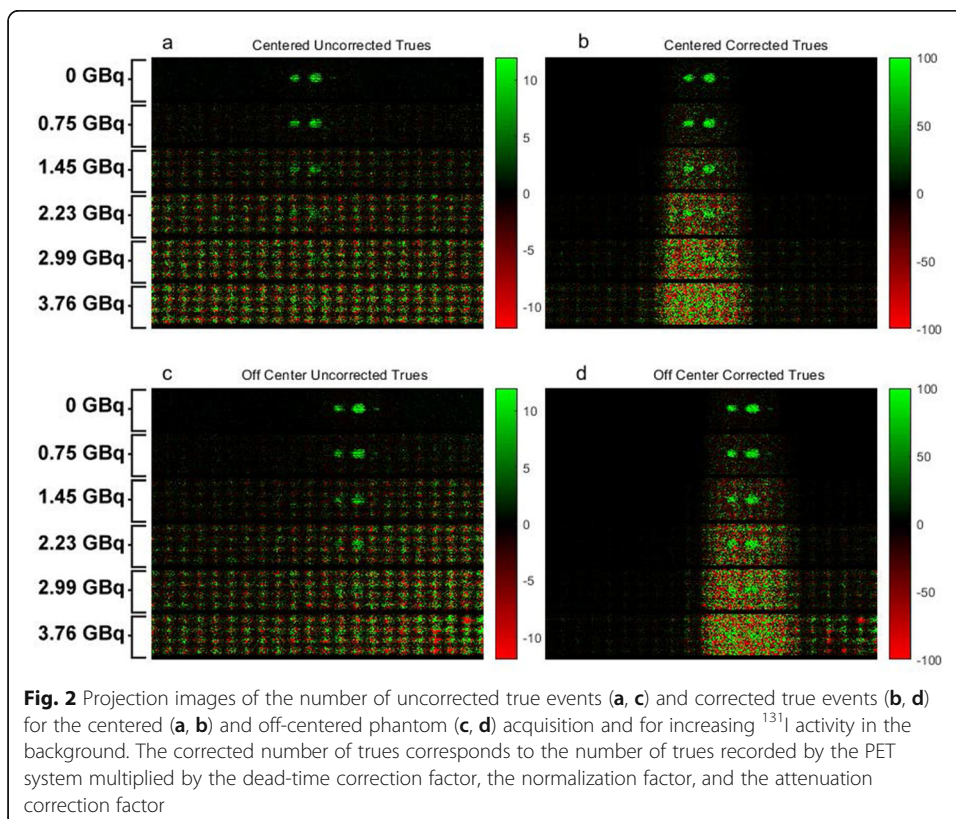 a Centered Uncorrected Trues
b Centered Corrected Trues
0 GBq
0.75 GBq
1.45 GBq
2.23 GBq
2.99 GBq
3.76 GBq
10
5
0
-5
-10
100
50
0
-50
-100
c Off Center Uncorrected Trues
d Off Center Corrected Trues
0 GBq
0.75 GBq
1.45 GBq
2.23 GBq
2.99 GBq
3.76 GBq
10
5
0
-5
-10
100
50
0
-50
-100
Fig. 2 Projection images of the number of uncorrected true events (a, c) and corrected true events (b, d)
for the centered (a, b) and off-centered phantom (c, d) acquisition and for increasing ¹³¹I activity in the
background. The corrected number of trues corresponds to the number of trues recorded by the PET
system multiplied by the dead-time correction factor, the normalization factor, and the attenuation
correction factor